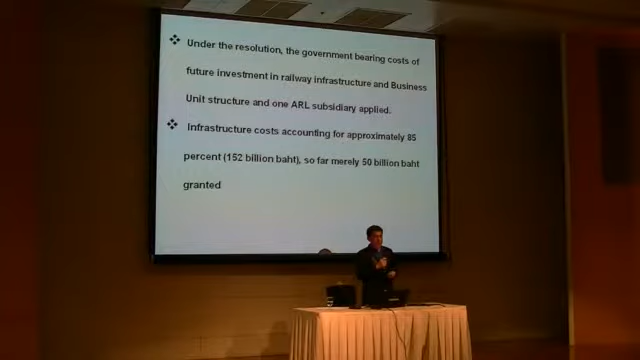 ❖ Under the resolution, the government bearing costs of
future investment in railway infrastructure and Business
Unit structure and one ARL subsidiary applied.
❖ Infrastructure costs accounting for approximately 85
percent (152 billion baht), so far merely 50 billion baht
granted